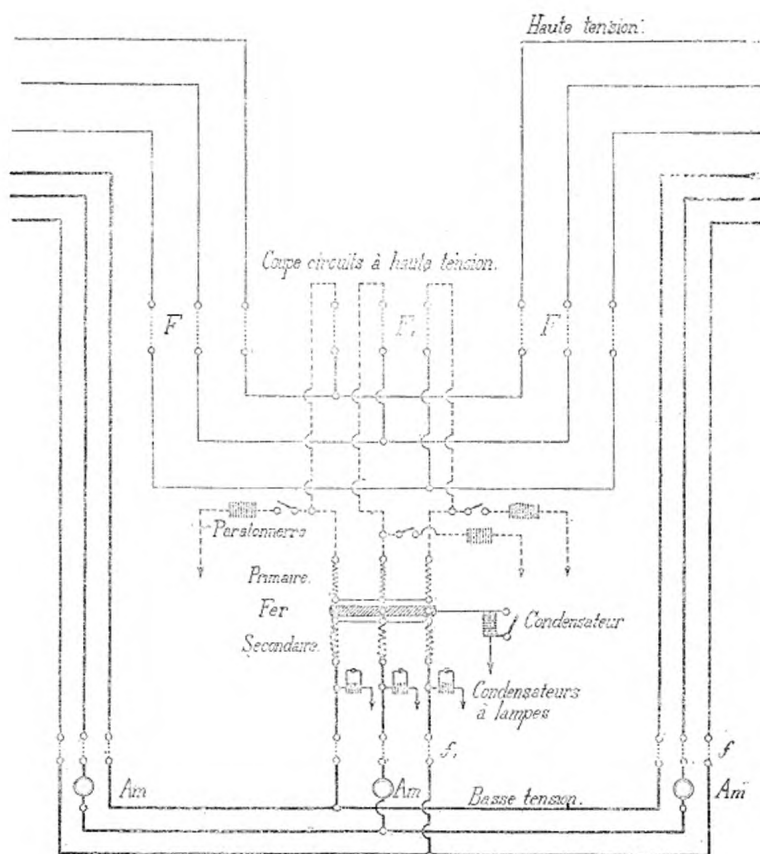 Haute tension.
Coupe circuits à haute tension.
F
F,
F
Paratonnerre
Primaire.
Fer
Condensateur
Secondaire.
Condensateurs
à lampes
f,
f
Am
Am
Am
Basse tension.